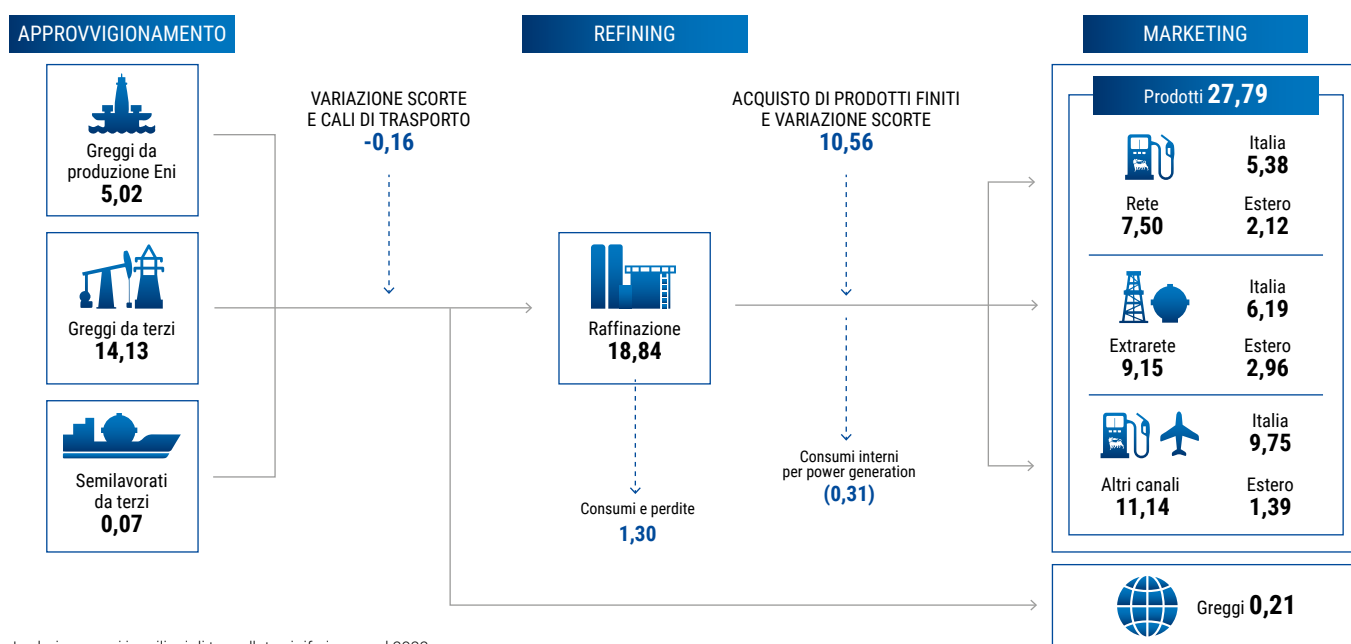 APPROVVIGIONAMENTO
REFINING
MARKETING
Greggi da
produzione Eni
5,02
Greggi da terzi
14,13
Semilavorati
da terzi
0,07
VARIAZIONE SCORTE
E CALI DI TRASPORTO
-0,16
Raffinazione
18,84
Consumi e perdite
1,30
ACQUISTO DI PRODOTTI FINITI
E VARIAZIONE SCORTE
10,56
Consumi interni
per power generation
(0,31)
Prodotti 27,79
Italia
5,38
Rete
7,50
Estero
2,12
Italia
6,19
Extrarete
9,15
Estero
2,96
Italia
9,75
Altri canali
11,14
Estero
1,39
Greggi 0,21